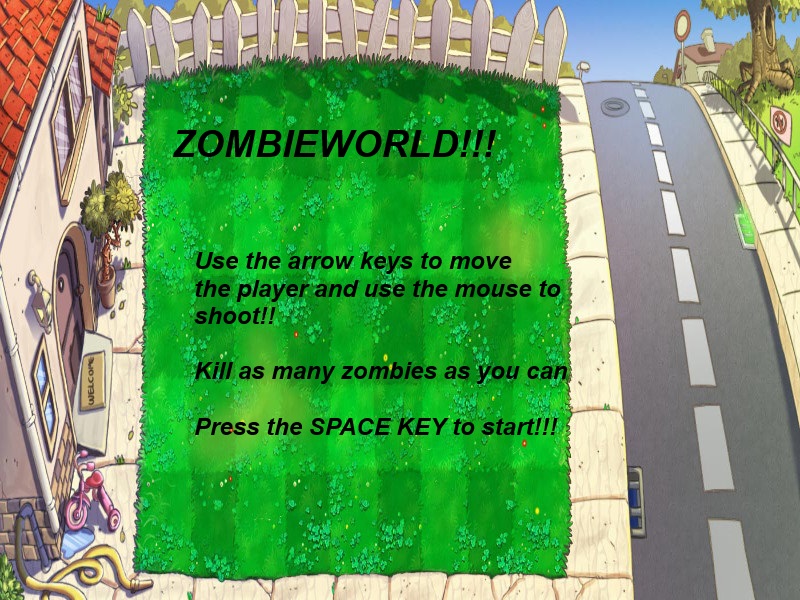 ZOMBIEWORLD!!!
Use the arrow keys to move
the player and use the mouse to
shoot!!
Kill as many zombies as you can
Press the SPACE KEY to start!!!
WELCOME